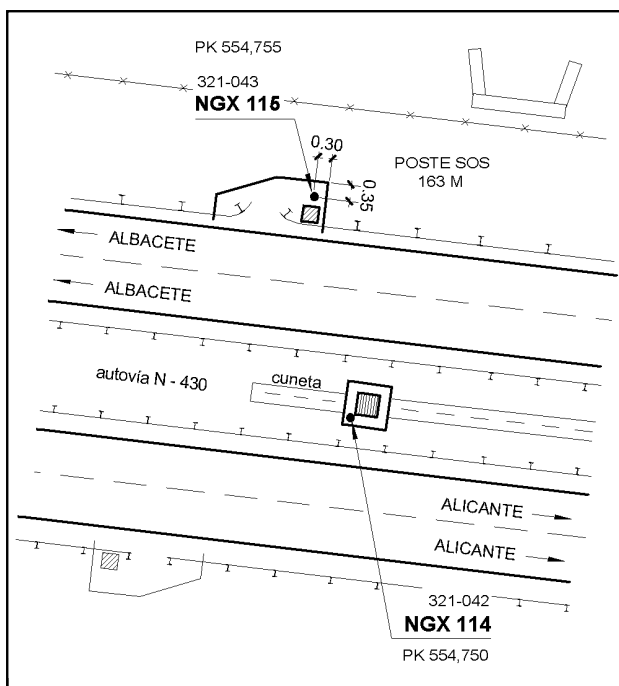 PK 554,755
321-043
NGX 115
0.30
POSTE SOS
163 M
0.35
ALBACETE
ALBACETE
autovía N - 430
cuneta
ALICANTE
ALICANTE
321-042
NGX 114
PK 554,750